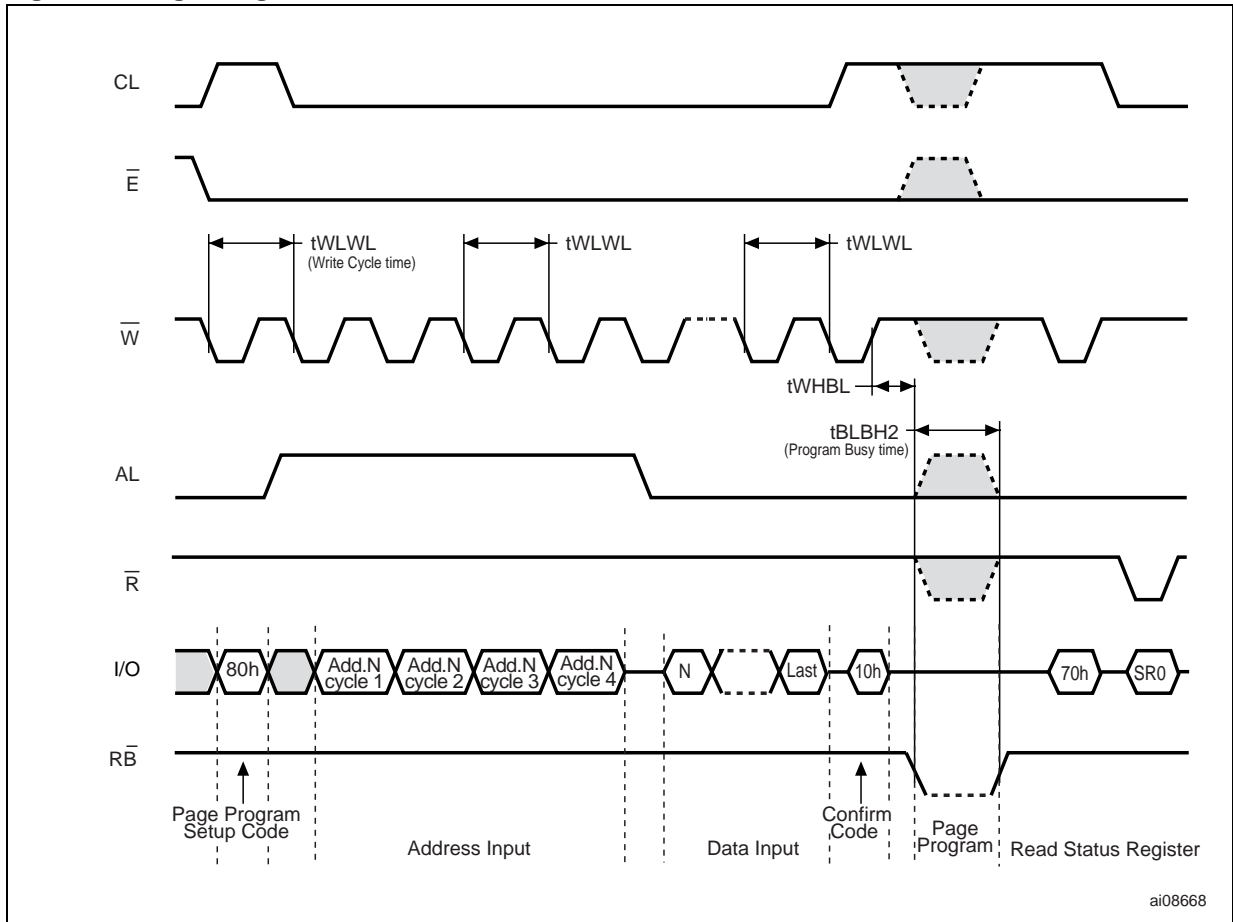 CL
E
tWLWL
(Write Cycle time)
tWLWL
tWLWL
W
tWHBL
tBLBH2
(Program Busy time)
AL
R
I/O
80h
Add.N
cycle 1
Add.N
cycle 2
Add.N
cycle 3
Add.N
cycle 4
N
Last
10h
70h
SR0
RB
Page Program
Setup Code
Address Input
Data Input
Confirm
Code
Page
Program
Read Status Register
ai08668